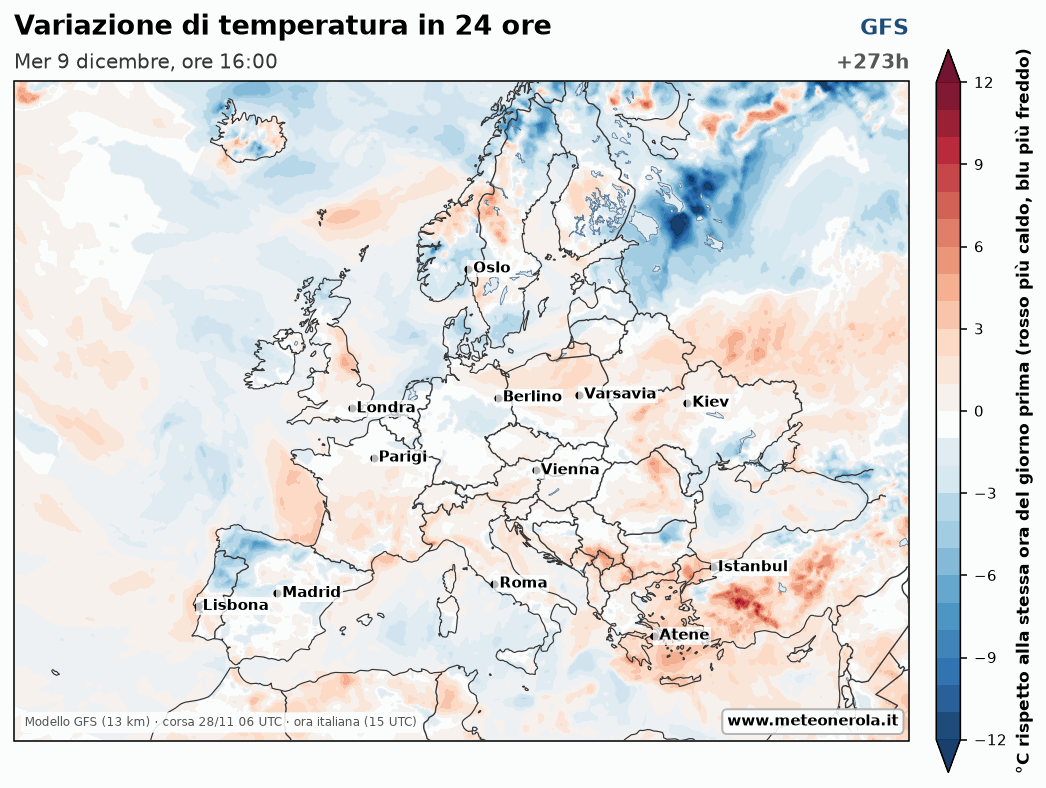 Variazione di temperatura in 24 ore
GFS
Mer 9 dicembre, ore 16:00
+273h
Oslo
Londra
Berlino
Varsavia
Kiev
Parigi
Vienna
Istanbul
Roma
Madrid
Lisbona
Atene
Modello GFS (13 km) · corsa 28/11 06 UTC · ora italiana (15 UTC)
www.meteonerola.it
12
9
6
3
0
−3
−6
−9
−12
°C rispetto alla stessa ora del giorno prima (rosso più caldo, blu più freddo)